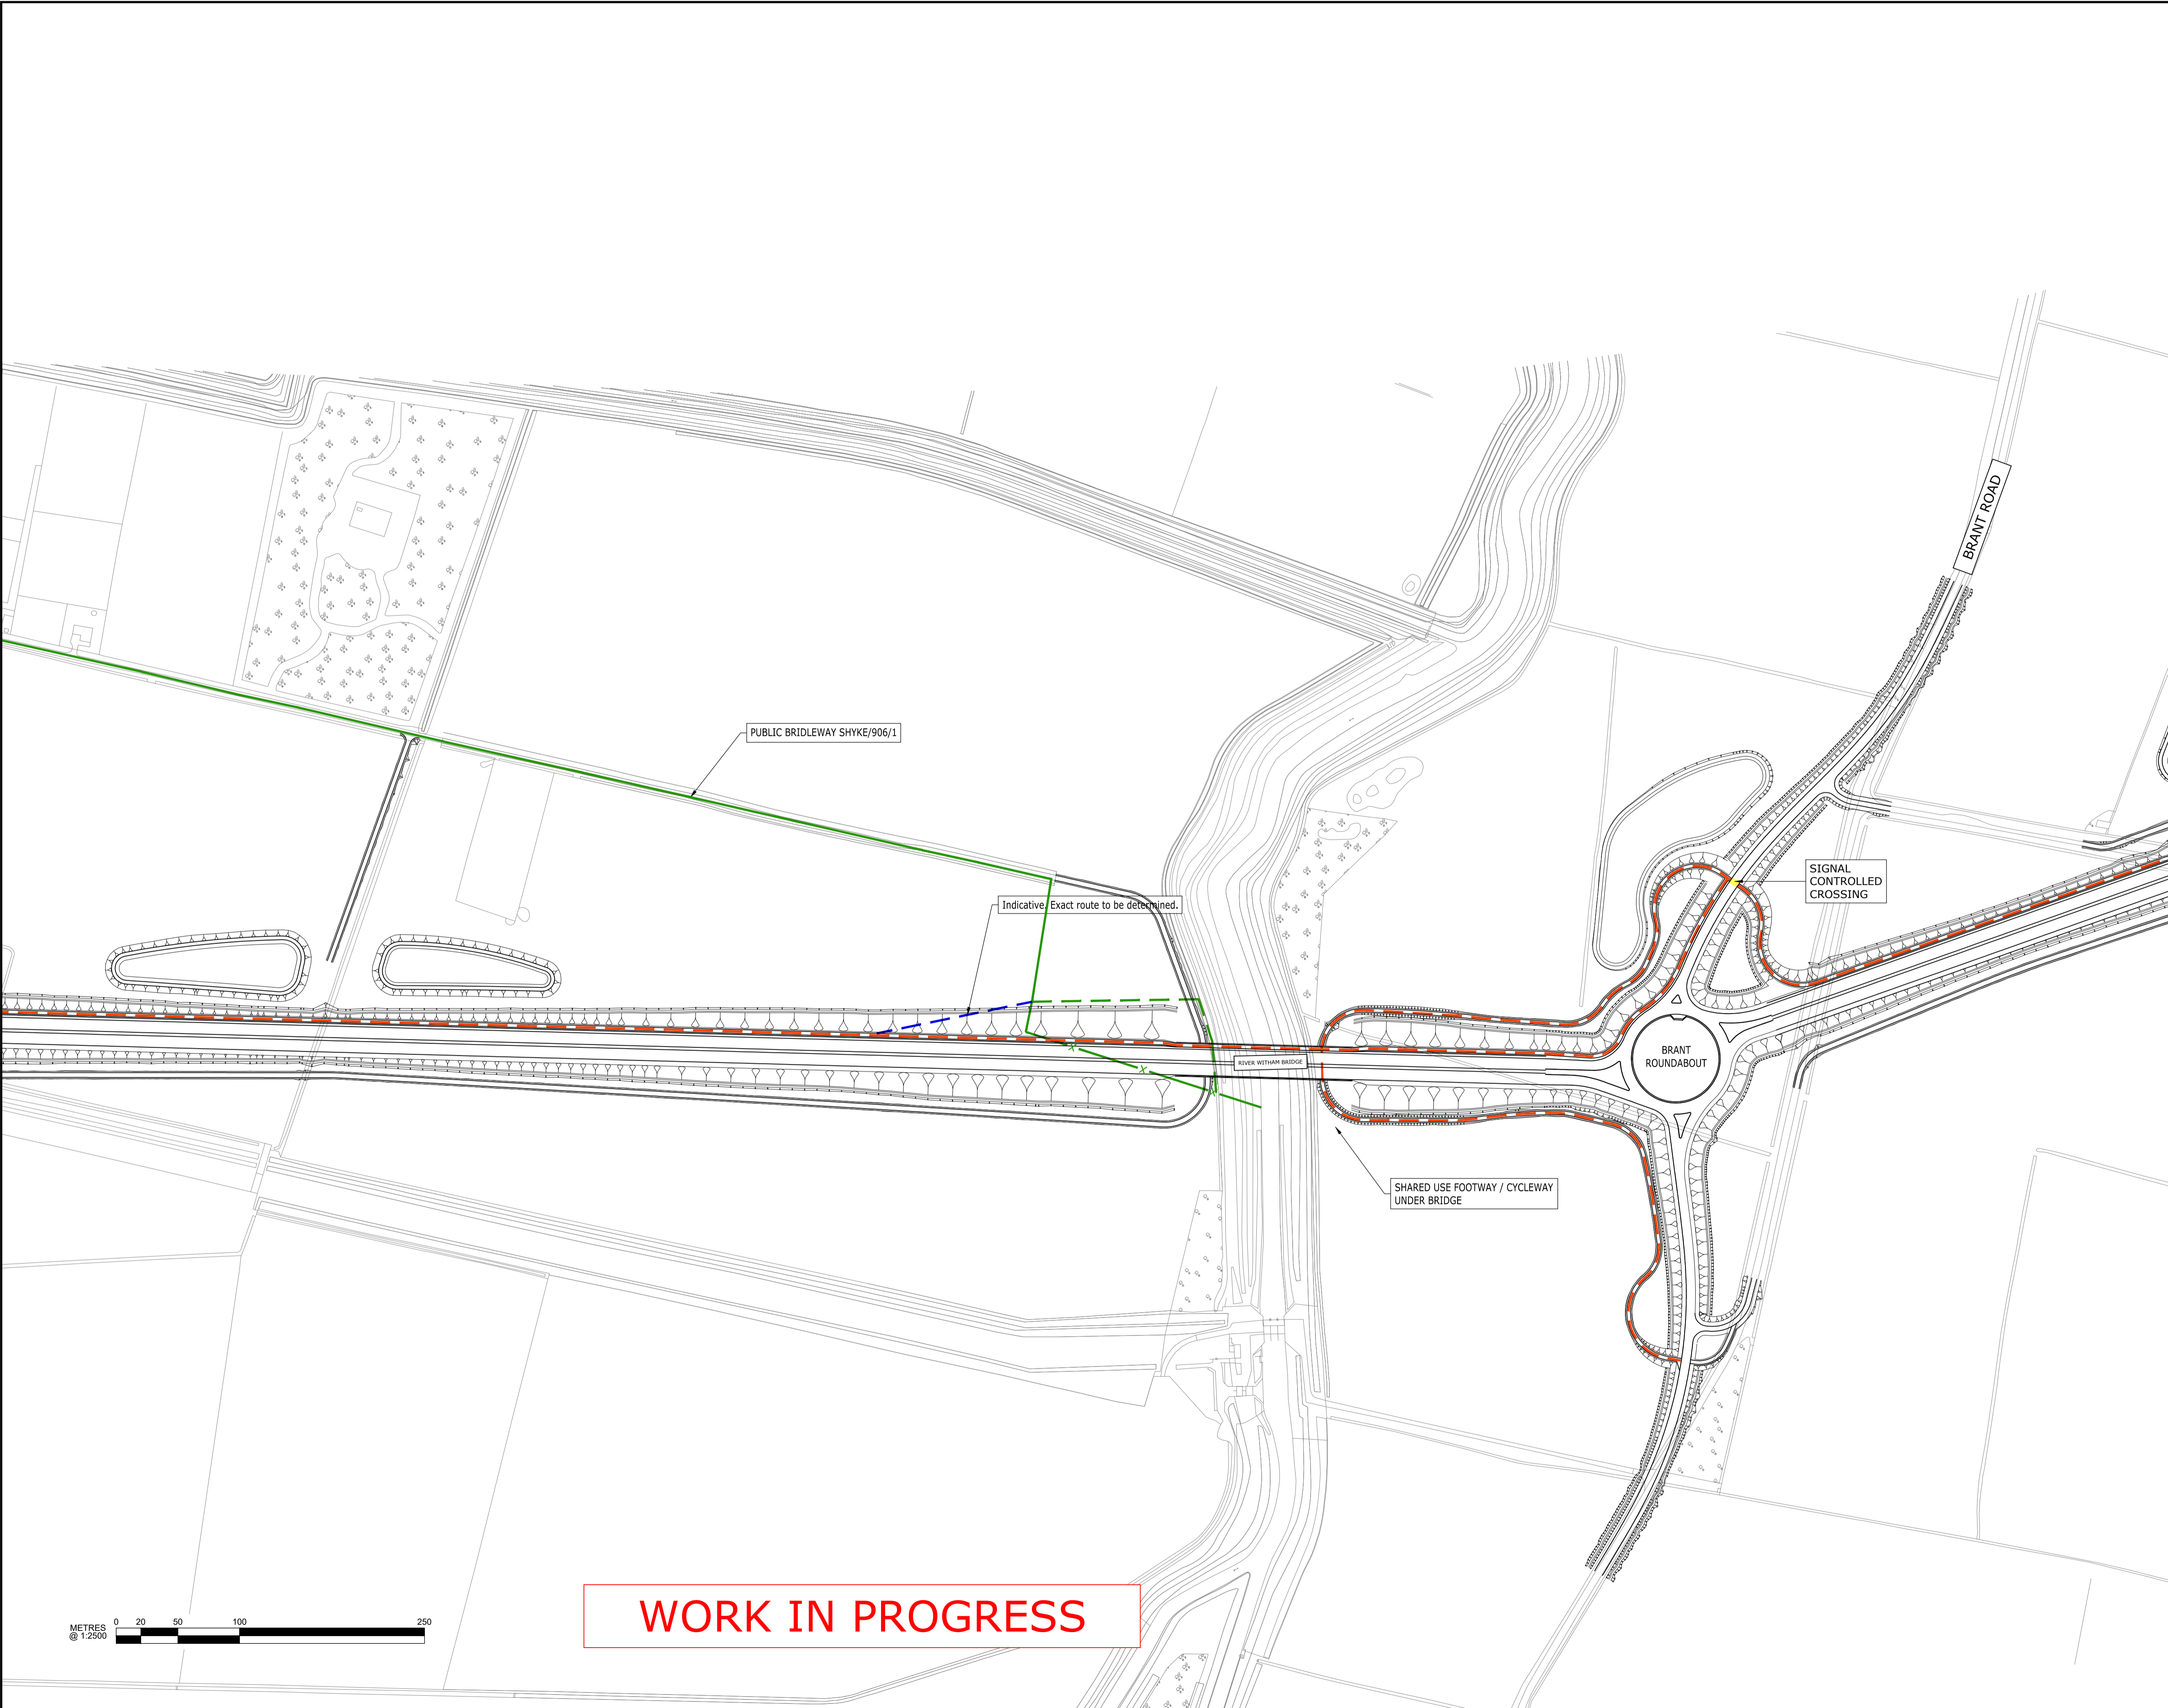 BRANT ROAD
PUBLIC BRIDLEWAY SHYKE/906/1
SIGNAL
CONTROLLED
CROSSING
Indicative. Exact route to be determined.
BRANT
ROUNDABOUT
RIVER WITHAM BRIDGE
SHARED USE FOOTWAY / CYCLEWAY
UNDER BRIDGE
WORK IN PROGRESS
METRES
@ 1:2500
0 20 50 100 250